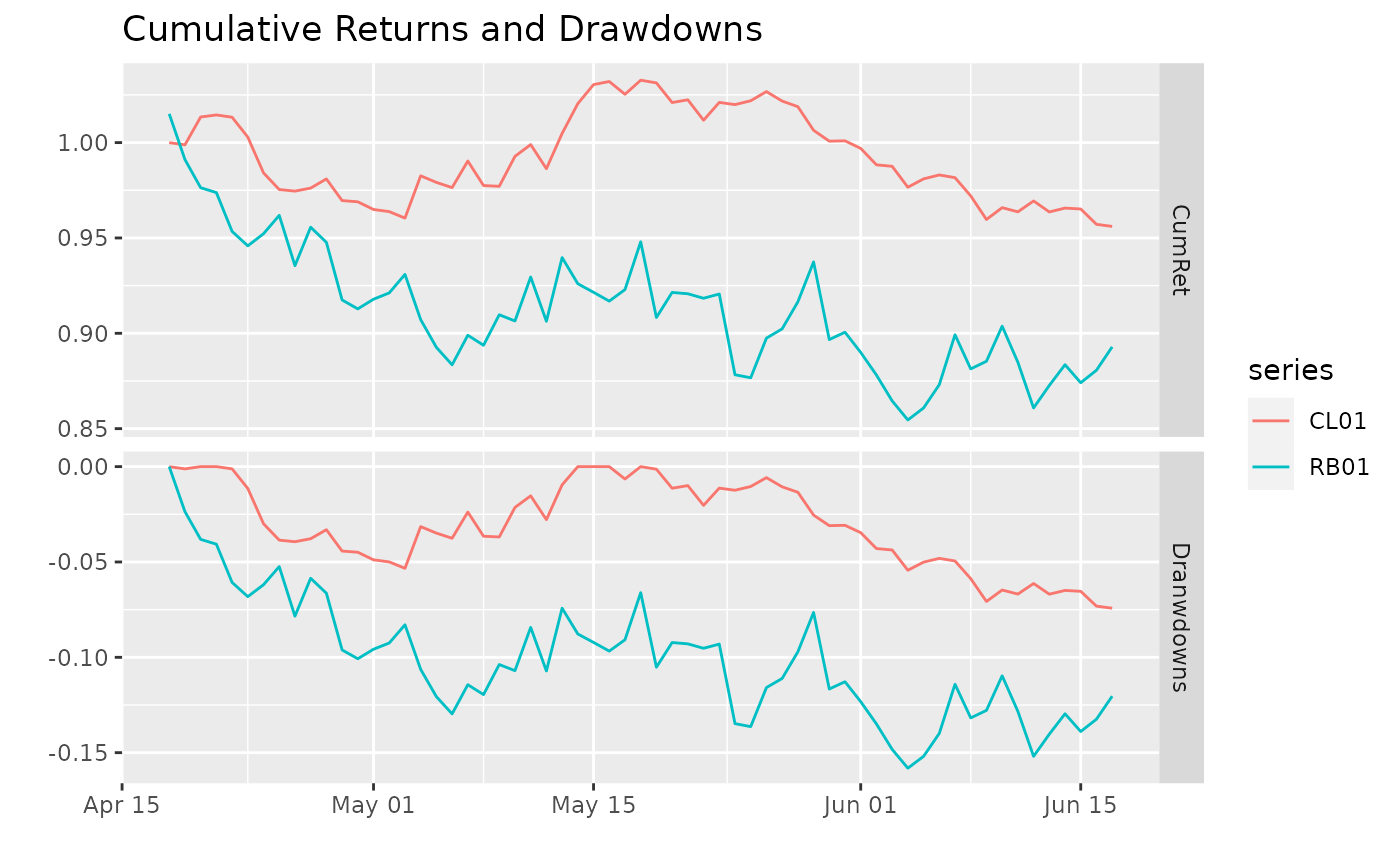 Cumulative Returns and Drawdowns
1.00
0.95
0.90
0.85
CumRet
0.00
-0.05
-0.10
-0.15
Dranwdowns
Apr 15
May 01
May 15
Jun 01
Jun 15
series
CL01
RB01